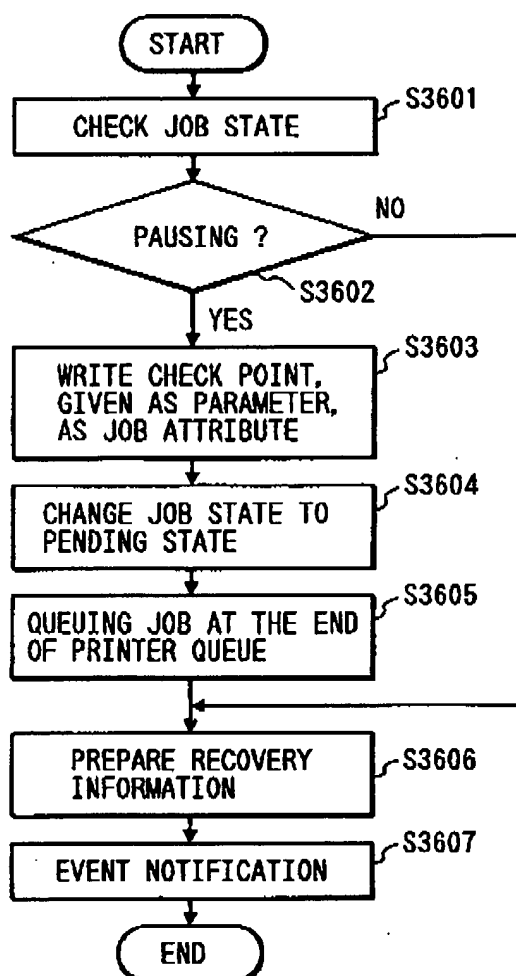 START
CHECK JOB STATE
S3601
PAUSING ?
NO
S3602
YES
WRITE CHECK POINT,
GIVEN AS PARAMETER,
AS JOB ATTRIBUTE
S3603
CHANGE JOB STATE TO
PENDING STATE
S3604
QUEUING JOB AT THE END
OF PRINTER QUEUE
S3605
PREPARE RECOVERY
INFORMATION
S3606
EVENT NOTIFICATION
S3607
END